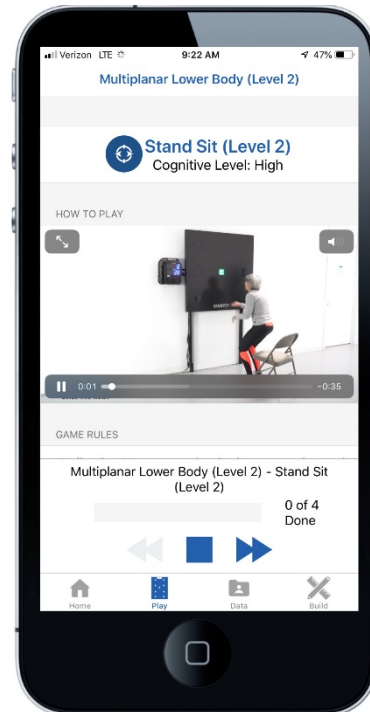 Verizon LTE 9:22 AM 47%
Multiplanar Lower Body (Level 2)
Stand Sit (Level 2)
Cognitive Level: High
HOW TO PLAY
0:01 -0:35
GAME RULES
Multiplanar Lower Body (Level 2) - Stand Sit
(Level 2)
0 of 4
Done
Home Play Data Build